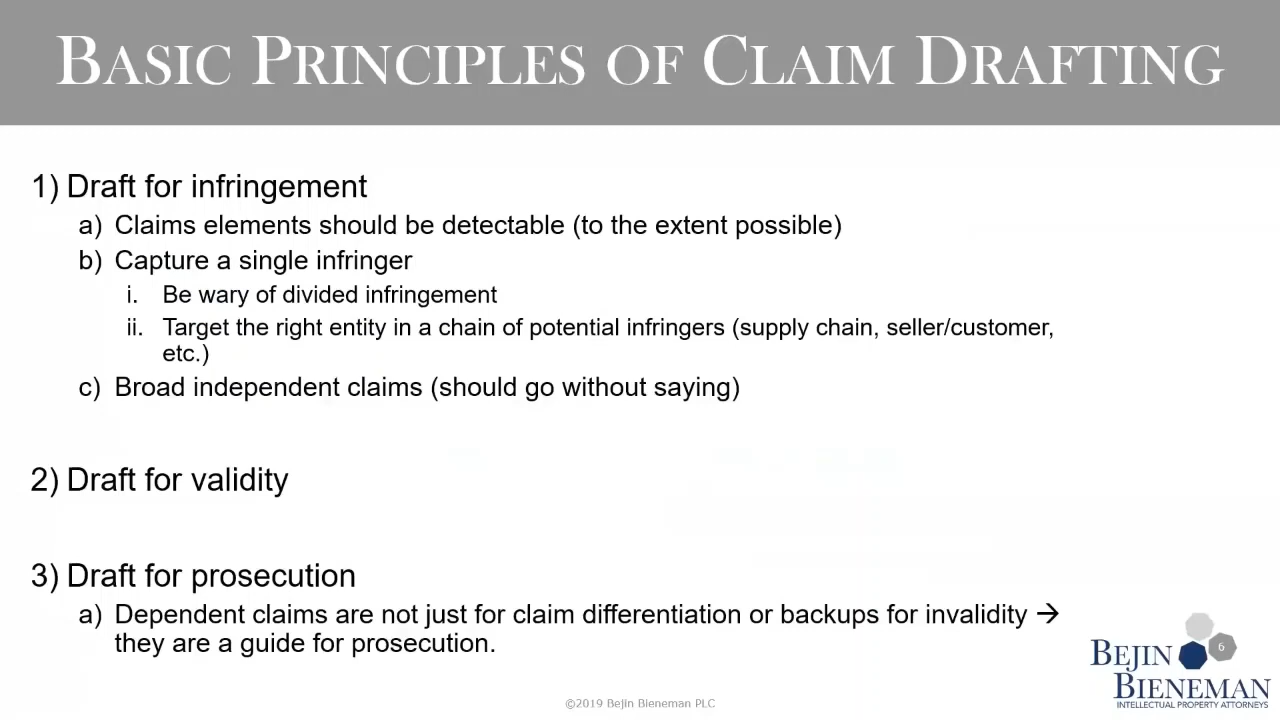 BASIC PRINCIPLES OF CLAIM DRAFTING
1) Draft for infringement
a) Claims elements should be detectable (to the extent possible)
b) Capture a single infringer
i. Be wary of divided infringement
ii. Target the right entity in a chain of potential infringers (supply chain, seller/customer,
etc.)
c) Broad independent claims (should go without saying)
2) Draft for validity
3) Draft for prosecution
a) Dependent claims are not just for claim differentiation or backups for invalidity →
they are a guide for prosecution.
6
BEJIN
BIENEMAN
INTELLECTUAL PROPERTY ATTORNEYS
©2019 Bejin Bieneman PLC